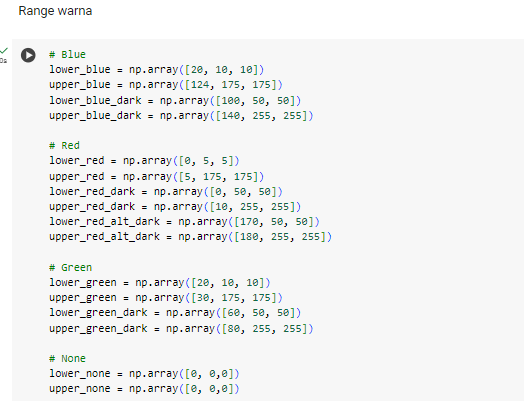 Range warna
0s
# Blue
lower_blue = np.array([20, 10, 10])
upper_blue = np.array([124, 175, 175])
lower_blue_dark = np.array([100, 50, 50])
upper_blue_dark = np.array([140, 255, 255])
# Red
lower_red = np.array([0, 5, 5])
upper_red = np.array([5, 175, 175])
lower_red_dark = np.array([0, 50, 50])
upper_red_dark = np.array([10, 255, 255])
lower_red_alt_dark = np.array([170, 50, 50])
upper_red_alt_dark = np.array([180, 255, 255])
# Green
lower_green = np.array([20, 10, 10])
upper_green = np.array([30, 175, 175])
lower_green_dark = np.array([60, 50, 50])
upper_green_dark = np.array([80, 255, 255])
# None
lower_none = np.array([0, 0,0])
upper_none = np.array([0, 0,0])